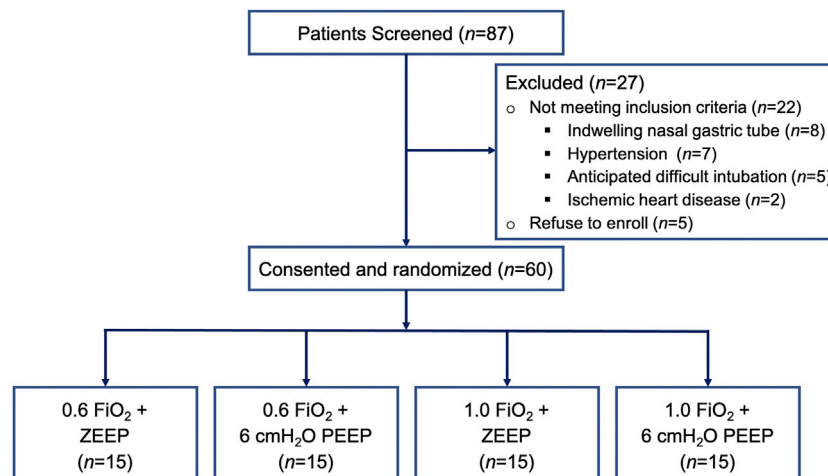 Patients Screened (n=87)
Excluded (n=27)
○ Not meeting inclusion criteria (n=22)
▪ Indwelling nasal gastric tube (n=8)
▪ Hypertension (n=7)
▪ Anticipated difficult intubation (n=5)
▪ Ischemic heart disease (n=2)
○ Refuse to enroll (n=5)
Consented and randomized (n=60)
0.6 FiO₂ +
ZEEP
(n=15)
0.6 FiO₂ +
6 cmH₂O PEEP
(n=15)
1.0 FiO₂ +
ZEEP
(n=15)
1.0 FiO₂ +
6 cmH₂O PEEP
(n=15)